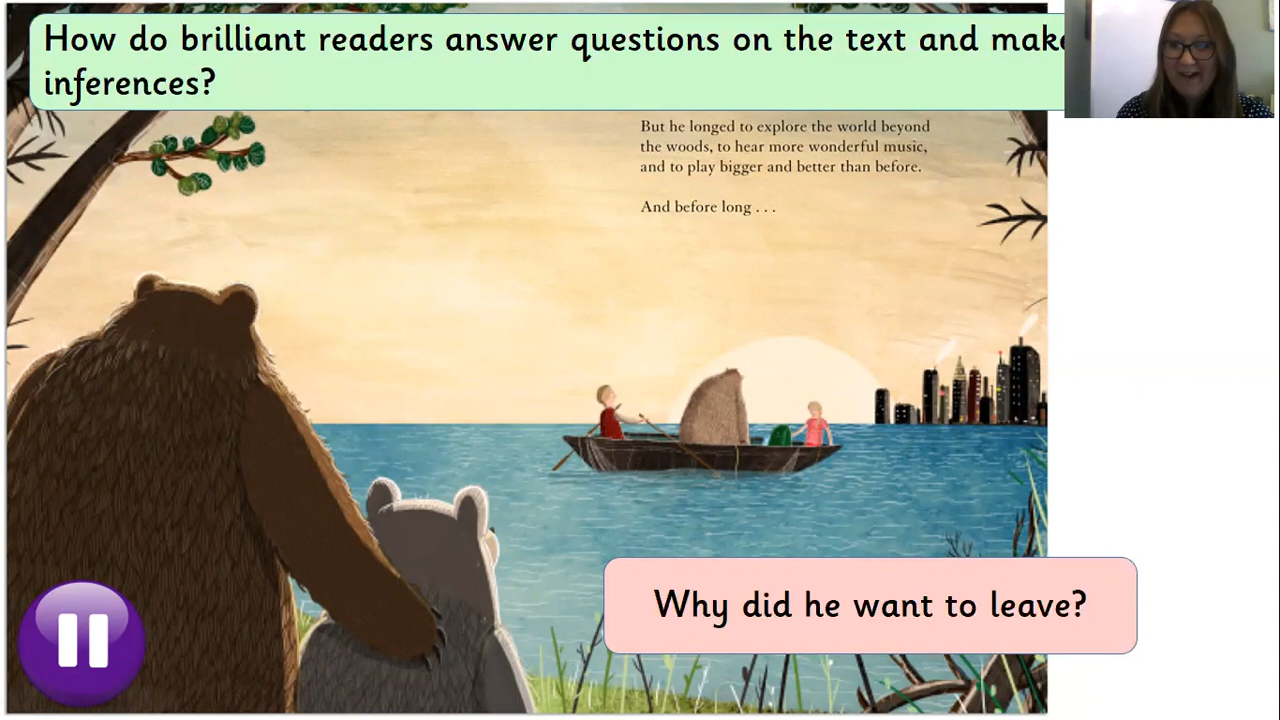 How do brilliant readers answer questions on the text and make
inferences?
But he longed to explore the world beyond
the woods, to hear more wonderful music,
and to play bigger and better than before.
And before long . . .
Why did he want to leave?